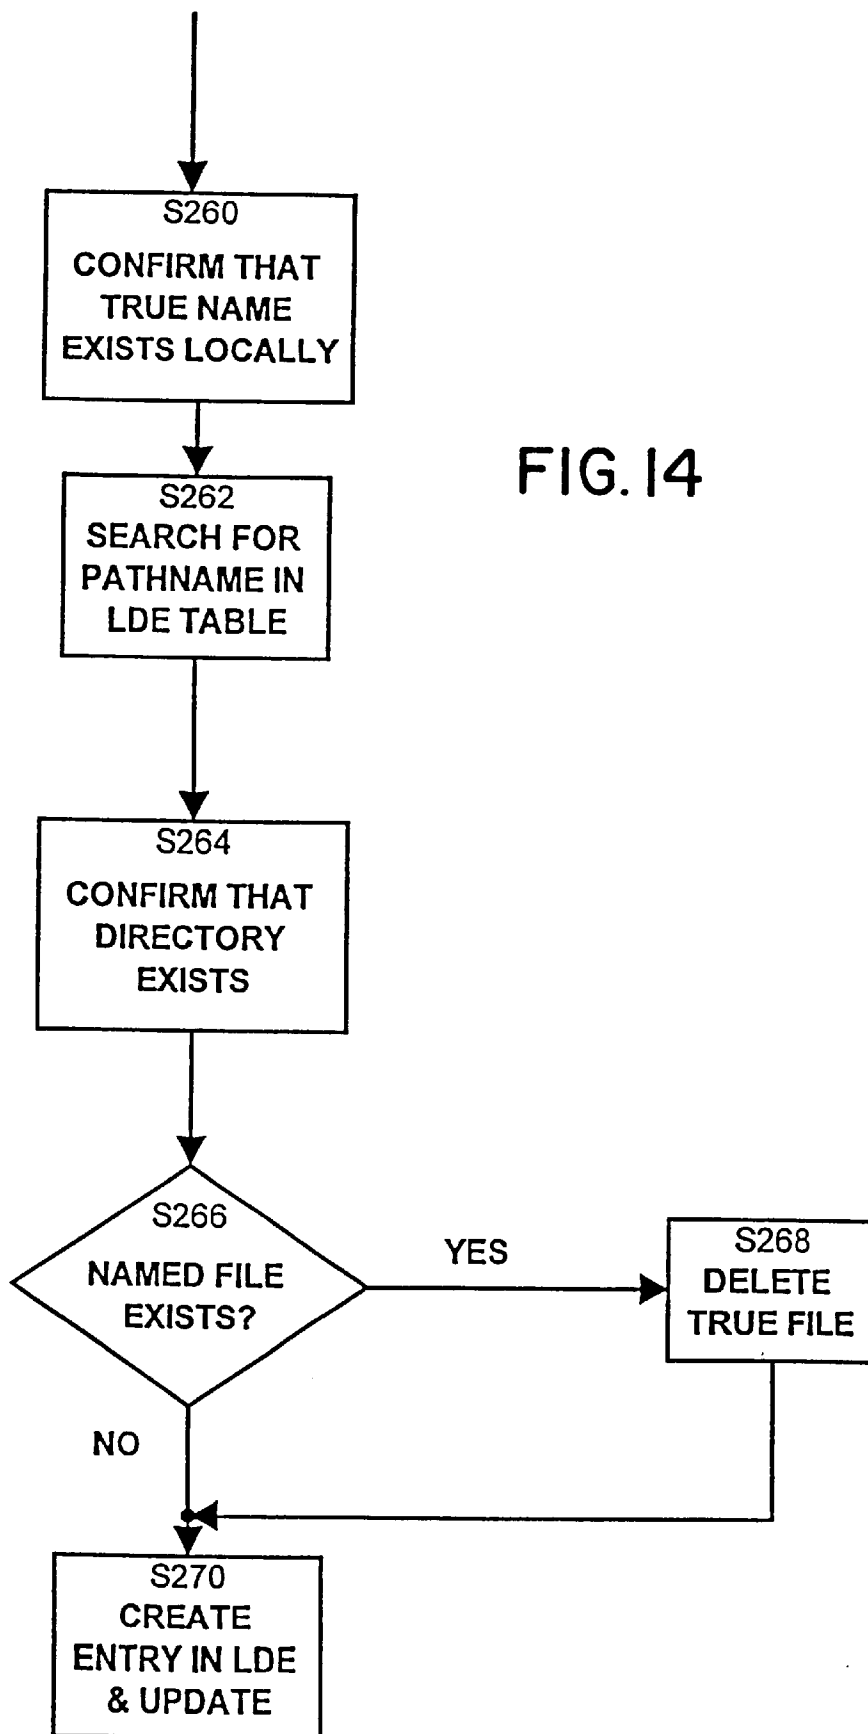 S260
CONFIRM THAT
TRUE NAME
EXISTS LOCALLY
FIG. 14
S262
SEARCH FOR
PATHNAME IN
LDE TABLE
S264
CONFIRM THAT
DIRECTORY
EXISTS
S266
NAMED FILE
EXISTS?
YES
S268
DELETE
TRUE FILE
NO
S270
CREATE
ENTRY IN LDE
& UPDATE